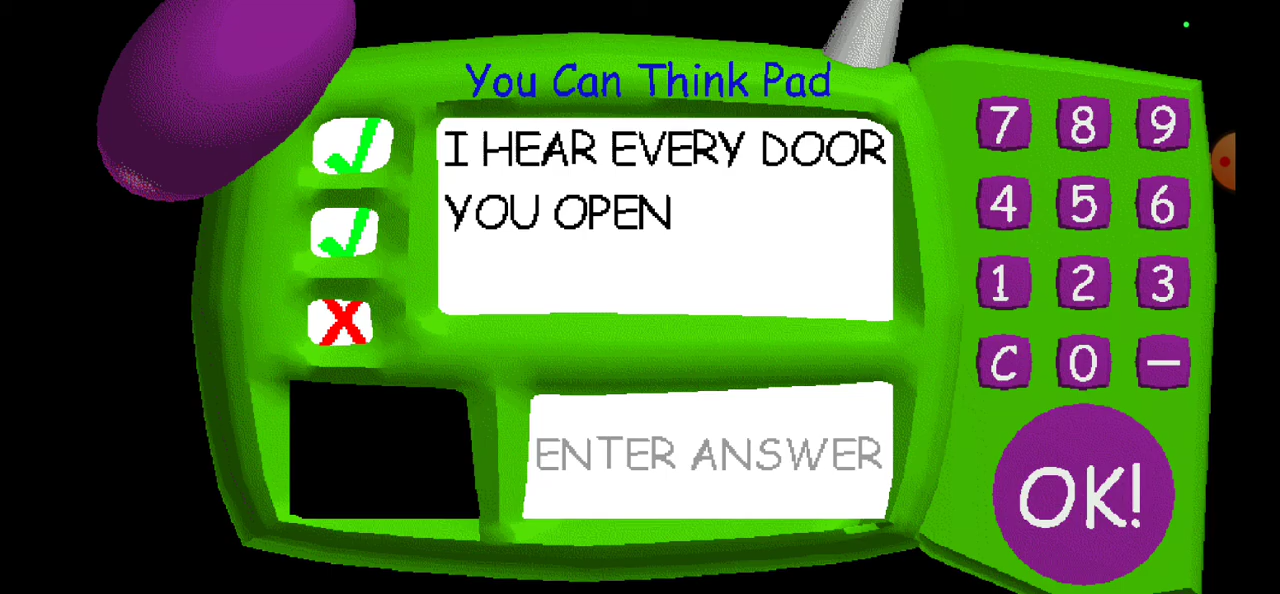 You Can Think Pad
I HEAR EVERY DOOR
YOU OPEN
X
ENTER ANSWER
7 8 9
4 5 6
1 2 3
C 0 —
OK!